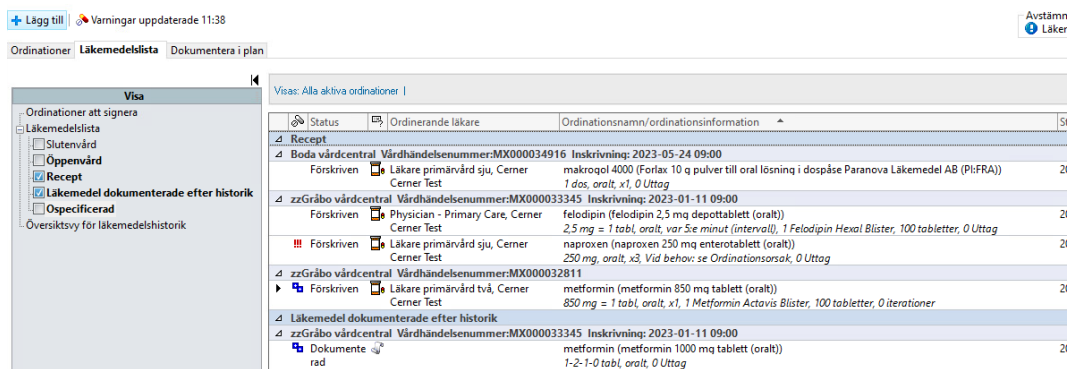 Lägg till Varningar uppdaterade 11:38
Avstämn
Läker
Ordinationer Läkemedelslista Dokumentera i plan
Visa
Ordinationer att signera
Läkemedelslista
Slutenvård
Öppenvård
Recept
Läkemedel dokumenterade efter historik
Ospecificerad
Översiktsvy för läkemedelshistorik
Visas: Alla aktiva ordinationer |
Status Ordinerande läkare Ordinationsnamn/ordinationsinformation St
Recept
Boda vårdcentral Vårdhändelsenummer:MX000034916 Inskrivning: 2023-05-24 09:00
Förskriven Läkare primärvård sju, Cerner makrogol 4000 (Forlax 10 g pulver till oral lösning i dospåse Paranova Läkemedel AB (PI:FRA)) 20
Cerner Test 1 dos, oralt, x1, 0 Uttag
zzGråbo vårdcentral Vårdhändelsenummer:MX000033345 Inskrivning: 2023-01-11 09:00
Förskriven Physician - Primary Care, Cerner felodipin (felodipin 2,5 mg depottablett (oralt)) 20
Cerner Test 2,5 mg = 1 tabl, oralt, var 5:e minut (intervall), 1 Felodipin Hexal Blister, 100 tabletter, 0 Uttag
!!! Förskriven Läkare primärvård sju, Cerner naproxen (naproxen 250 mg enterotablett (oralt)) 20
Cerner Test 250 mg, oralt, x3, Vid behov: se Ordinationsorsak, 0 Uttag
zzGråbo vårdcentral Vårdhändelsenummer:MX000032811
Förskriven Läkare primärvård två, Cerner metformin (metformin 850 mg tablett (oralt)) 20
Cerner Test 850 mg = 1 tabl, oralt, x1, 1 Metformin Actavis Blister, 100 tabletter, 0 iterationer
Läkemedel dokumenterade efter historik
zzGråbo vårdcentral Vårdhändelsenummer:MX000033345 Inskrivning: 2023-01-11 09:00
Dokumente metformin (metformin 1000 mg tablett (oralt)) 20
rad 1-2-1-0 tabl, oralt, 0 Uttag